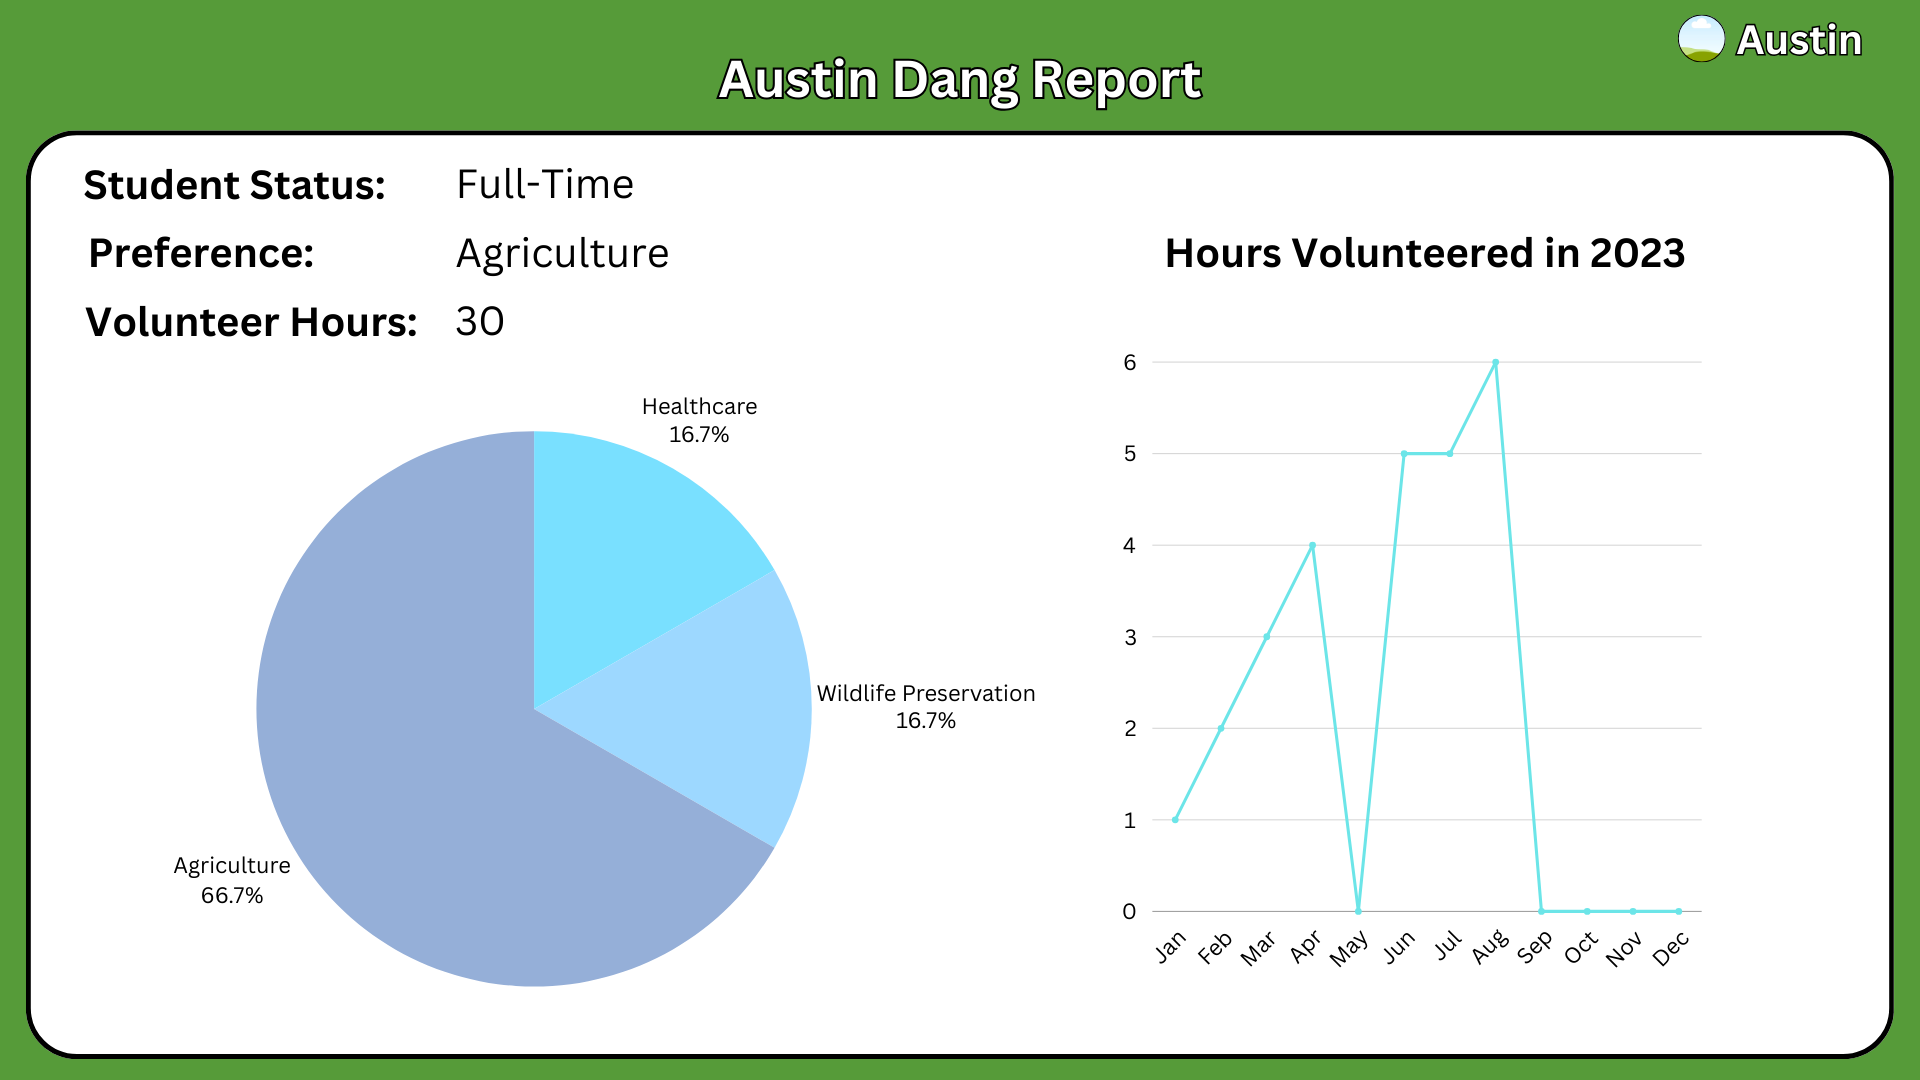 Austin
Austin Dang Report
Student Status: Full-Time
Preference: Agriculture
Volunteer Hours: 30
Healthcare
16.7%
Wildlife Preservation
16.7%
Agriculture
66.7%
Hours Volunteered in 2023
6
5
4
3
2
1
0
Jan Feb Mar Apr May Jun Jul Aug Sep Oct Nov Dec